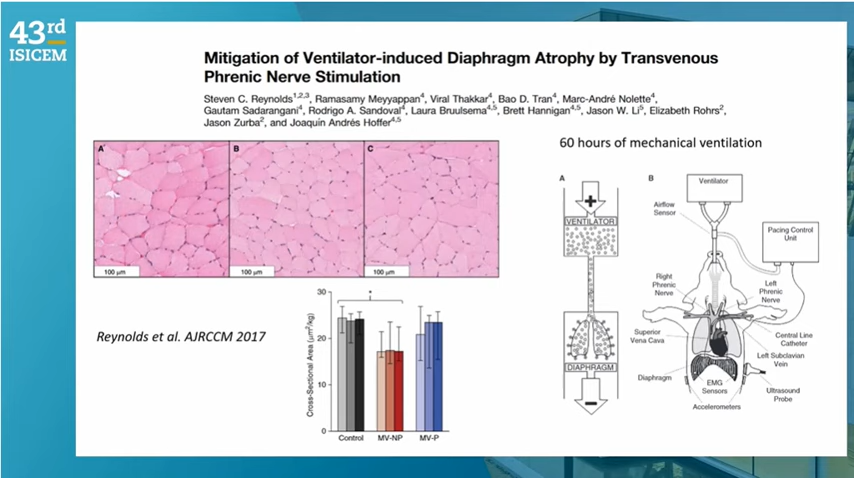 43rd
ISICEM
Mitigation of Ventilator-induced Diaphragm Atrophy by Transvenous
Phrenic Nerve Stimulation
Steven C. Reynolds1,2,3, Ramasamy Meyyappan4, Viral Thakkar4, Bao D. Tran4, Marc-André Nolette4,
Gautam Sadarangani4, Rodrigo A. Sandoval4, Laura Bruulsema4,5, Brett Hannigan4,5, Jason W. Li5, Elizabeth Rohrs2,
Jason Zurba2, and Joaquín Andrés Hoffer4,5
A
B
C
100 μm
100 μm
100 μm
Reynolds et al. AJRCCM 2017
Cross-Sectional Area (μm2/kg)
30
20
10
0
*
Control
MV-NP
MV-P
60 hours of mechanical ventilation
A
+
VENTILATOR
DIAPHRAGM
−
B
Ventilator
Airflow
Sensor
Pacing Control
Unit
Right
Phrenic
Nerve
Left
Phrenic
Nerve
Superior
Vena Cava
Central Line
Catheter
Left Subclavian
Vein
Diaphragm
EMG
Sensors
Ultrasound
Probe
Accelerometers